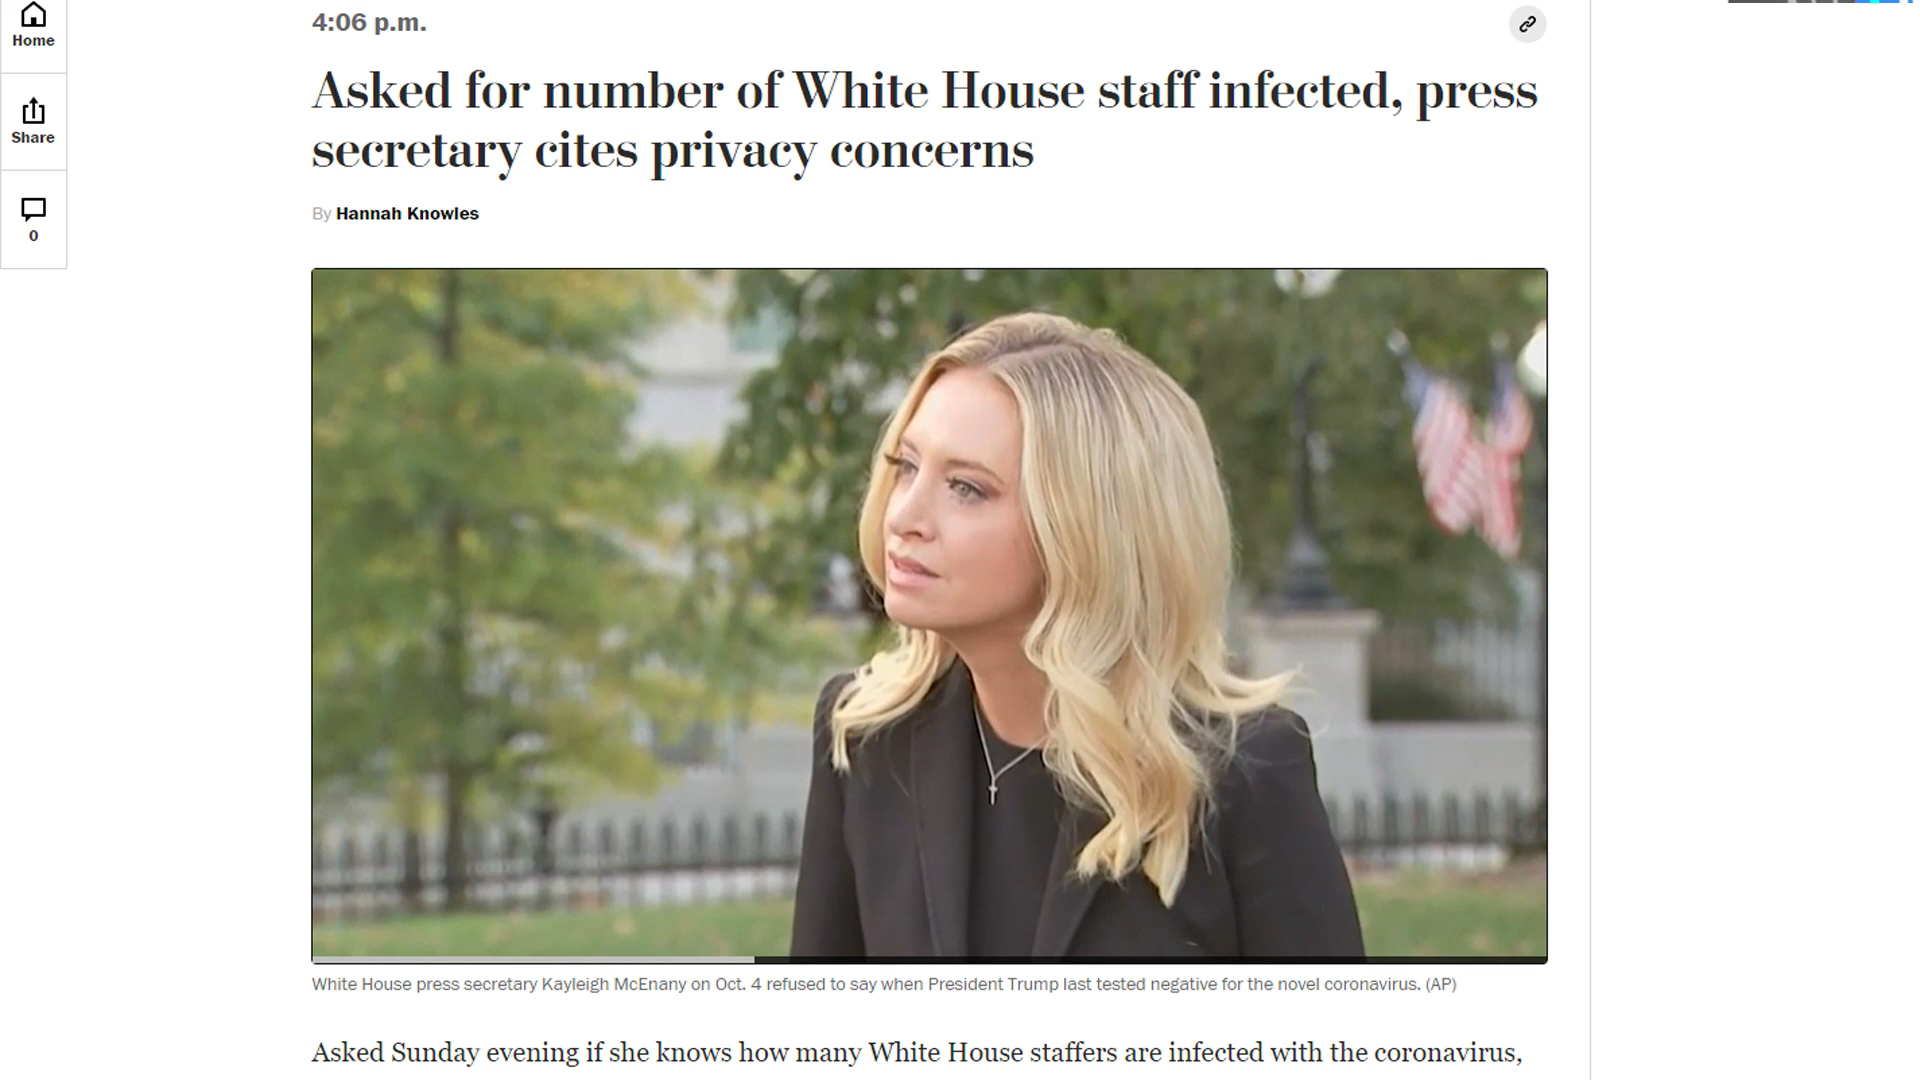 Home
Share
0
4:06 p.m.
Asked for number of White House staff infected, press
secretary cites privacy concerns
By Hannah Knowles
White House press secretary Kayleigh McEnany on Oct. 4 refused to say when President Trump last tested negative for the novel coronavirus. (AP)
Asked Sunday evening if she knows how many White House staffers are infected with the coronavirus,